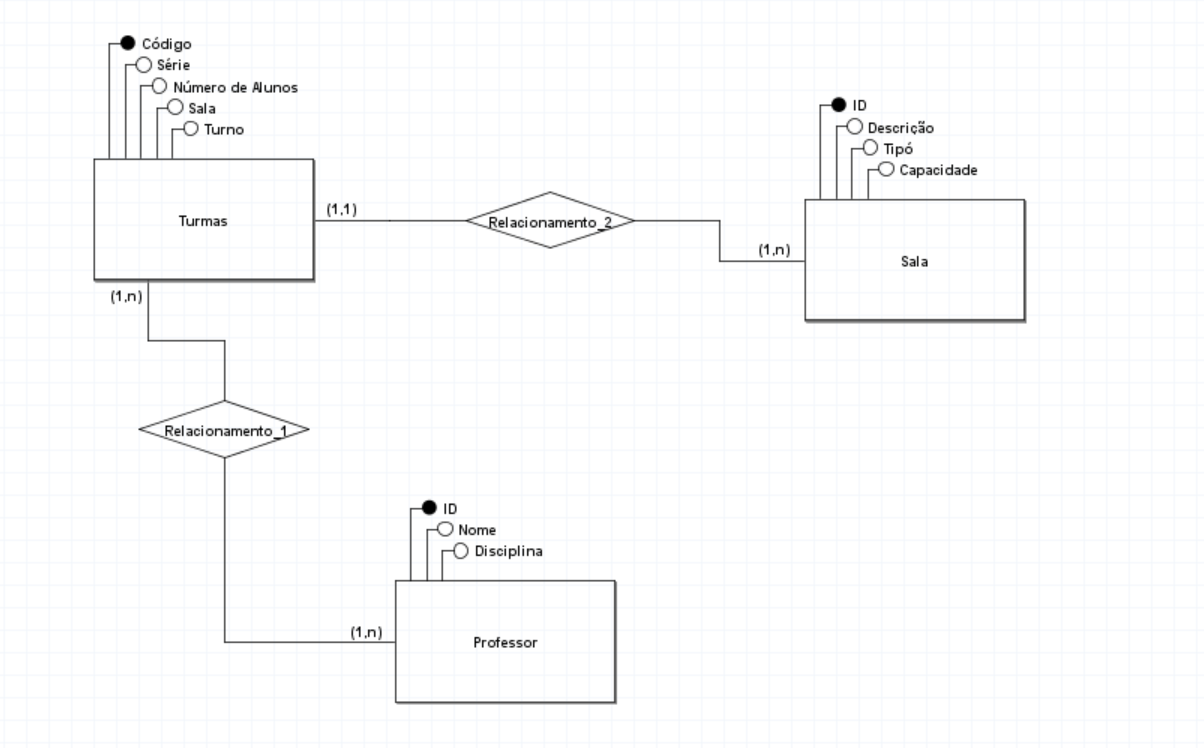 Código
Série
Número de Alunos
Sala
Turno
Turmas
(1,1)
Relacionamento_2
(1,n)
ID
Descrição
Tipó
Capacidade
Sala
(1,n)
Relacionamento_1
(1,n)
ID
Nome
Disciplina
Professor